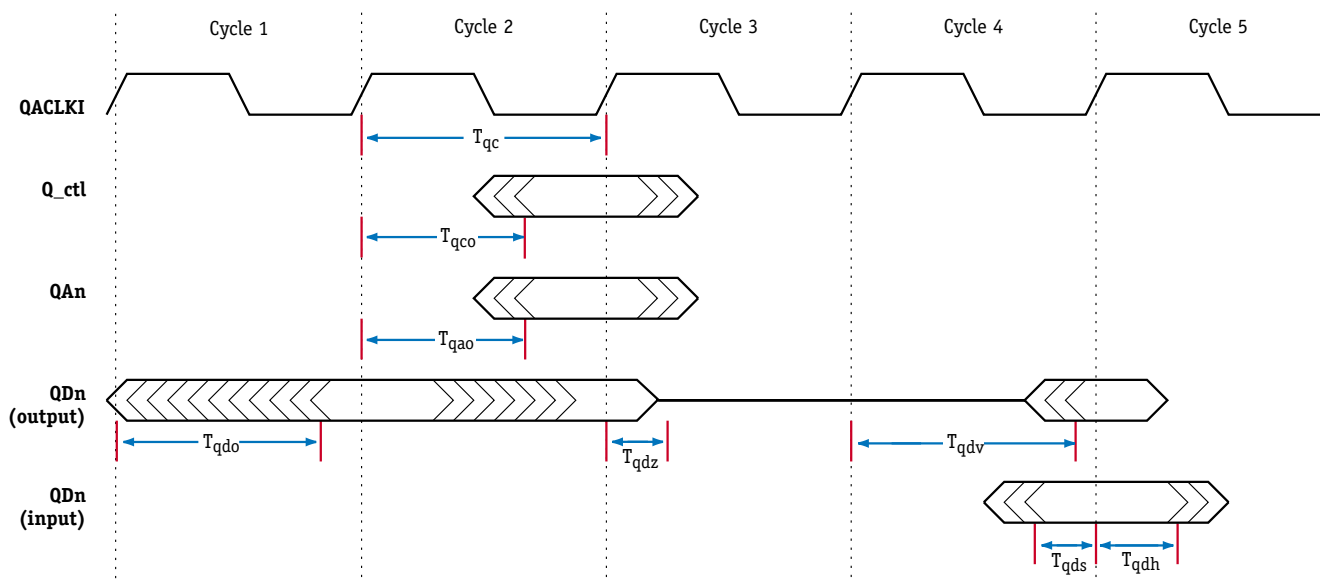 Cycle 1 Cycle 2 Cycle 3 Cycle 4 Cycle 5
QACLKI
Tqc
Q_ctl
Tqco
QAn
Tqao
QDn
(output)
Tqdo Tqdz Tqdv
QDn
(input)
Tqds Tqdh